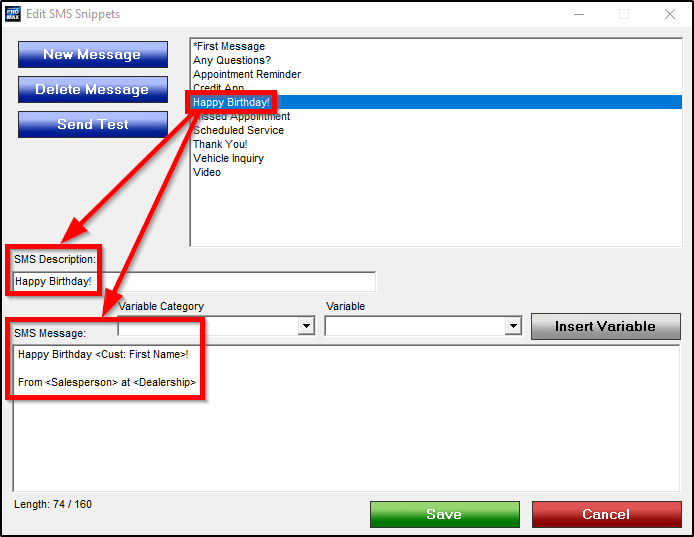 PRO
MAX
Edit SMS Snippets
New Message
Delete Message
Send Test
*First Message
Any Questions?
Appointment Reminder
Credit App
Happy Birthday!
Missed Appointment
Scheduled Service
Thank You!
Vehicle Inquiry
Video
SMS Description:
Happy Birthday!
Variable Category
Variable
Insert Variable
SMS Message:
Happy Birthday <Cust: First Name>!
From <Salesperson> at <Dealership>
Length: 74 / 160
Save
Cancel